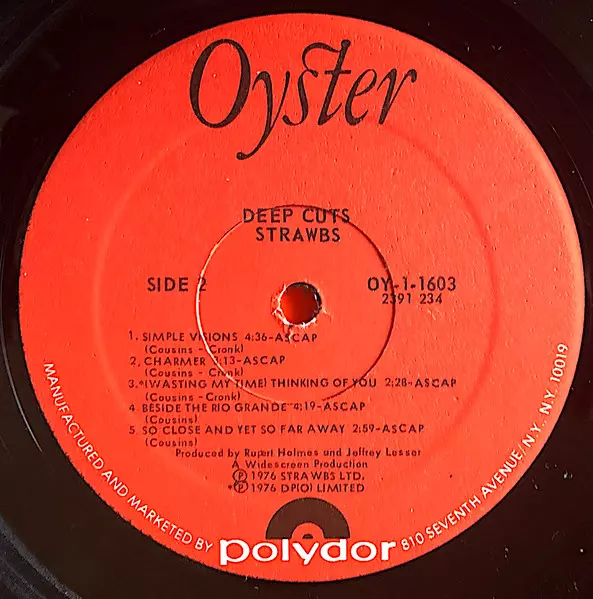 Oyster
DEEP CUTS
STRAWBS
SIDE 2
OY-1-1603
2391 234
1. SIMPLE VISIONS 4:36-ASCAP
(Cousins - Cronk)
2. CHARMER 3:13-ASCAP
(Cousins - Cronk)
3.*(WASTING MY TIME) THINKING OF YOU 2:28-ASCAP
(Cousins - Cronk)
4. BESIDE THE RIO GRANDE 4:19-ASCAP
(Cousins)
5. SO CLOSE AND YET SO FAR AWAY 2:59-ASCAP
(Cousins)
Produced by Rupert Holmes and Jeffrey Lesser
A Widescreen Production
Ⓟ 1976 STRAWBS LTD.
*Ⓟ 1976 DPIOI LIMITED
MANUFACTURED AND MARKETED BY polydor 810 SEVENTH AVENUE/N.Y. N.Y. 10019